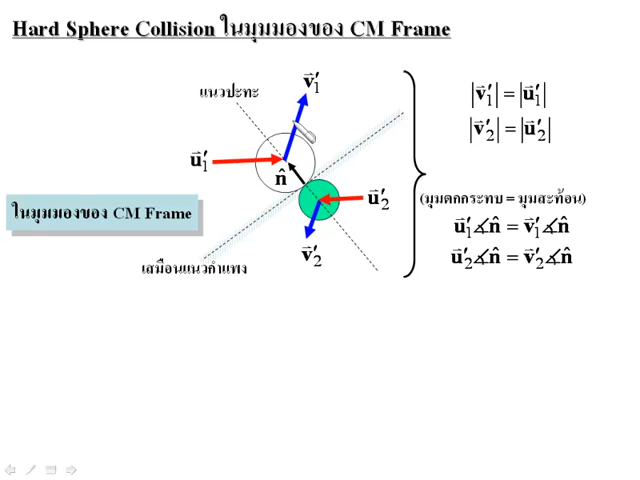 Hard Sphere Collision ในมุมมองของ CM Frame
แนวปะทะ
v⃗′₁
|v⃗′₁| = |u⃗′₁|
|v⃗′₂| = |u⃗′₂|
u⃗′₁
n̂
u⃗′₂
(มุมตกกระทบ = มุมสะท้อน)
ในมุมมองของ CM Frame
u⃗′₁∡n̂ = v⃗′₁∡n̂
v⃗′₂
u⃗′₂∡n̂ = v⃗′₂∡n̂
เสมือนแนวกำแพง